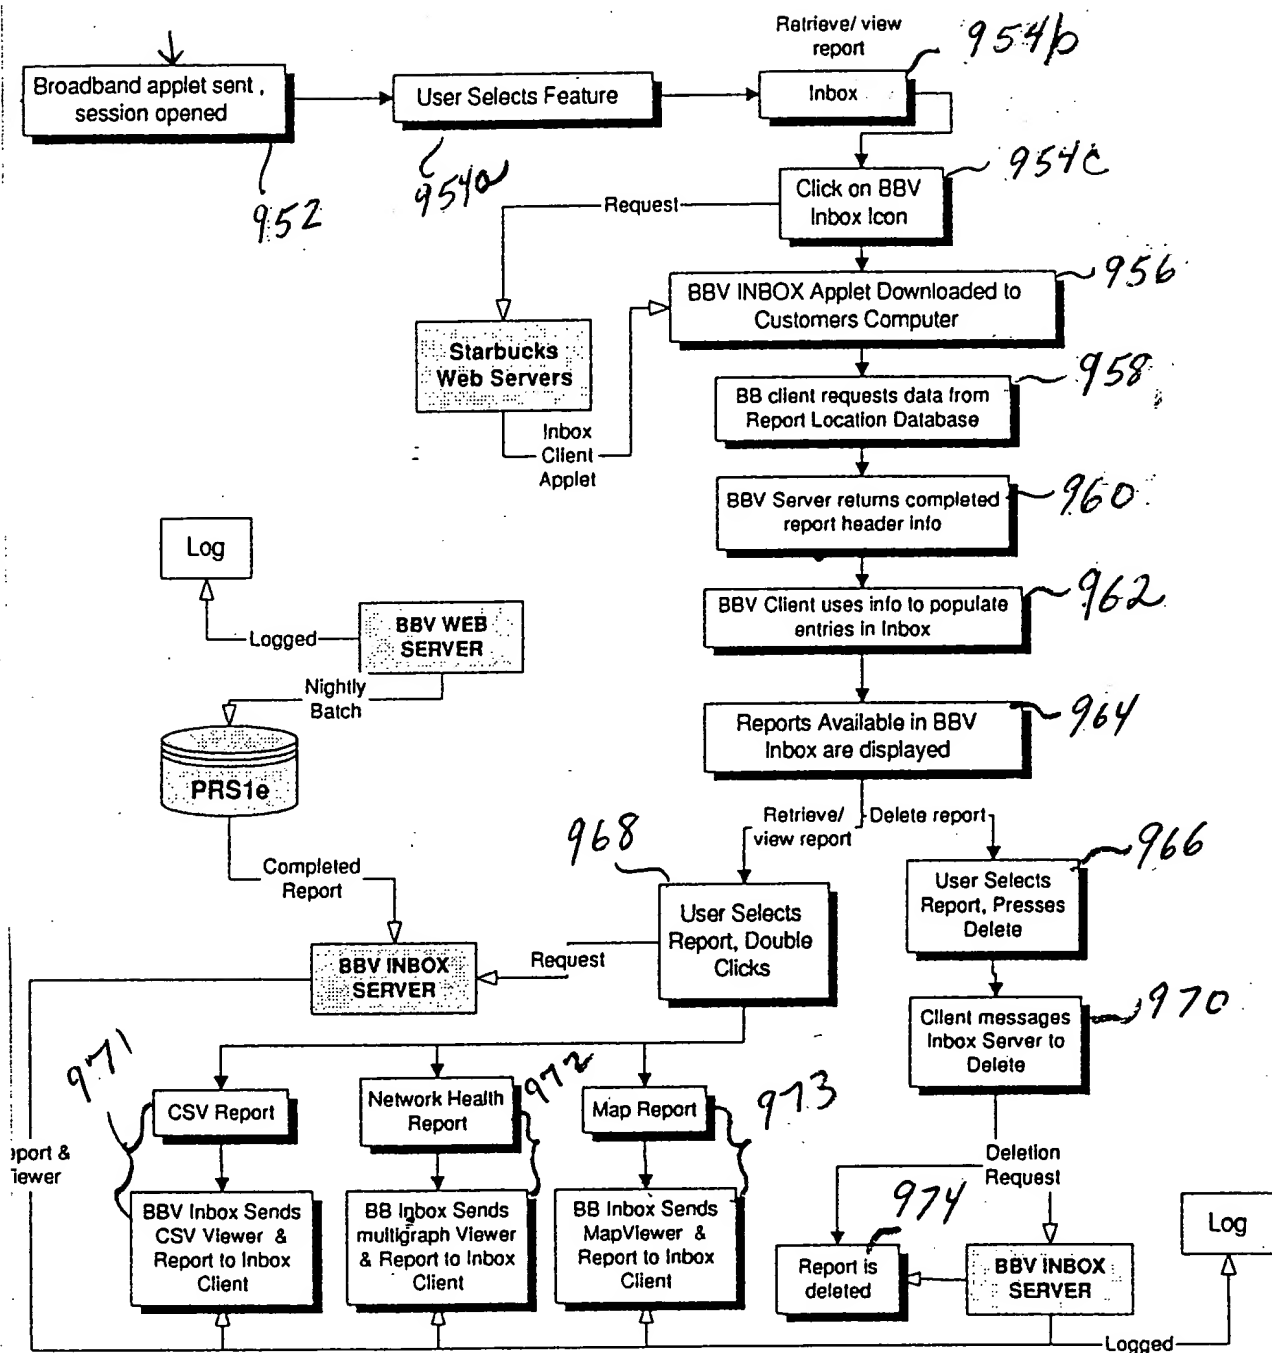 Retrieve/ view
report
954b
Broadband applet sent ,
session opened
User Selects Feature
Inbox
952
954a
954c
Click on BBV
Inbox Icon
Request
956
BBV INBOX Applet Downloaded to
Customers Computer
Starbucks
Web Servers
958
BB client requests data from
Report Location Database
Inbox
Client
Applet
960
BBV Server returns completed
report header info
Log
962
BBV Client uses info to populate
entries in Inbox
BBV WEB
SERVER
Logged
Nightly
Batch
964
Reports Available in BBV
Inbox are displayed
PRS1e
Retrieve/
view report
Delete report
968
966
Completed
Report
User Selects
Report, Double
Clicks
User Selects
Report, Presses
Delete
Request
BBV INBOX
SERVER
970
Client messages
Inbox Server to
Delete
971
972
973
CSV Report
Network Health
Report
Map Report
eport &
iewer
Deletion
Request
974
BBV Inbox Sends
CSV Viewer &
Report to Inbox
Client
BB Inbox Sends
multigraph Viewer
& Report to Inbox
Client
BB Inbox Sends
MapViewer &
Report to Inbox
Client
Report is
deleted
BBV INBOX
SERVER
Log
Logged